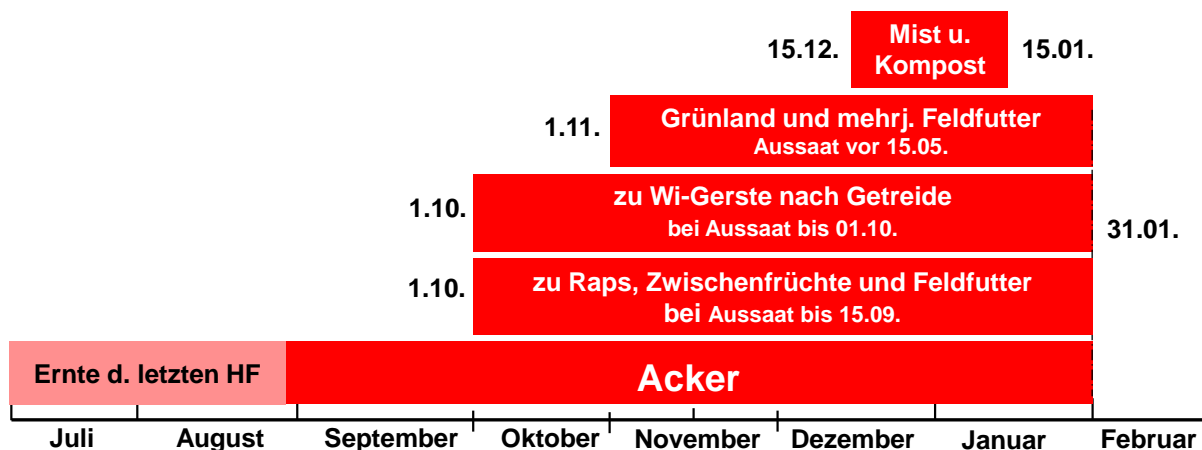 15.12.
Mist u.
Kompost
15.01.
1.11.
Grünland und mehrj. Feldfutter
Aussaat vor 15.05.
1.10.
zu Wi-Gerste nach Getreide
bei Aussaat bis 01.10.
31.01.
1.10.
zu Raps, Zwischenfrüchte und Feldfutter
bei Aussaat bis 15.09.
Ernte d. letzten HF
Acker
Juli August September Oktober November Dezember Januar Februar